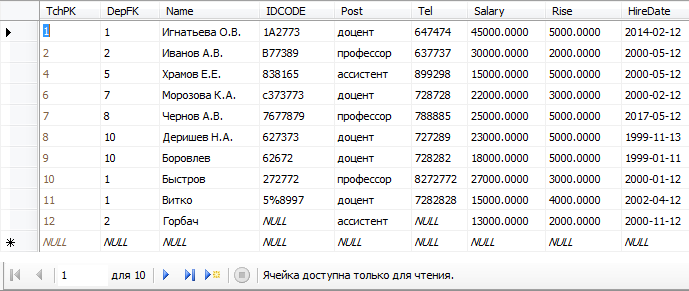 TchPK DepFK Name IDCODE Post Tel Salary Rise HireDate
1 1 Игнатьева О.В. 1A2773 доцент 647474 45000.0000 5000.0000 2014-02-12
2 2 Иванов А.В. B77389 профессор 637737 30000.0000 2000.0000 2000-05-12
4 5 Храмов Е.Е. 838165 ассистент 899298 15000.0000 5000.0000 2000-05-12
6 7 Морозова К.А. c373773 доцент 728728 22000.0000 3000.0000 2000-02-12
7 8 Чернов А.В. 7677879 профессор 788885 25000.0000 5000.0000 2017-05-12
8 10 Деришев Н.А. 627373 доцент 727289 23000.0000 5000.0000 1999-11-13
9 10 Боровлев 62672 доцент 728282 18000.0000 5000.0000 1999-01-11
10 1 Быстров 272772 профессор 8272772 27000.0000 3000.0000 2000-01-12
11 1 Витко 5%8997 доцент 7282828 15000.0000 4000.0000 2002-04-12
12 2 Горбач NULL ассистент NULL 13000.0000 2000.0000 2000-11-12
NULL NULL NULL NULL NULL NULL NULL NULL NULL
1 для 10 Ячейка доступна только для чтения.